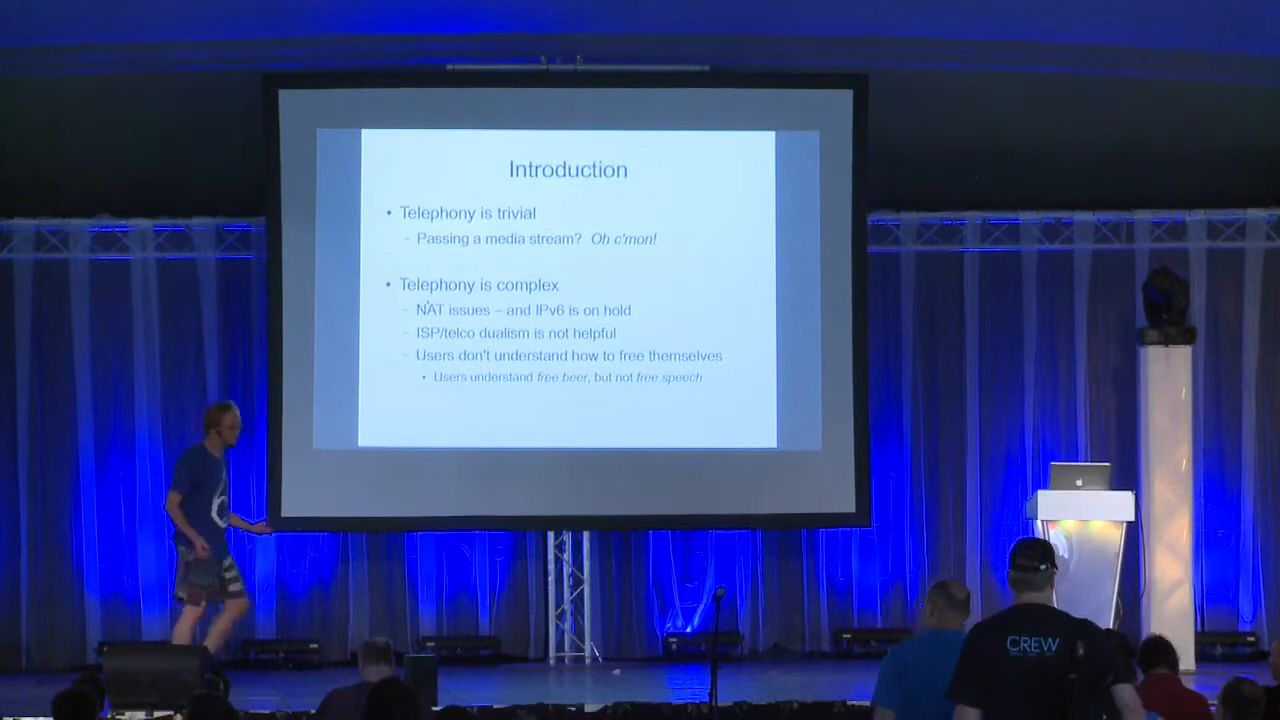 Introduction
• Telephony is trivial
– Passing a media stream? Oh c'mon!
• Telephony is complex
– NAT issues – and IPv6 is on hold
– ISP/telco dualism is not helpful
– Users don't understand how to free themselves
• Users understand free beer, but not free speech
CREW